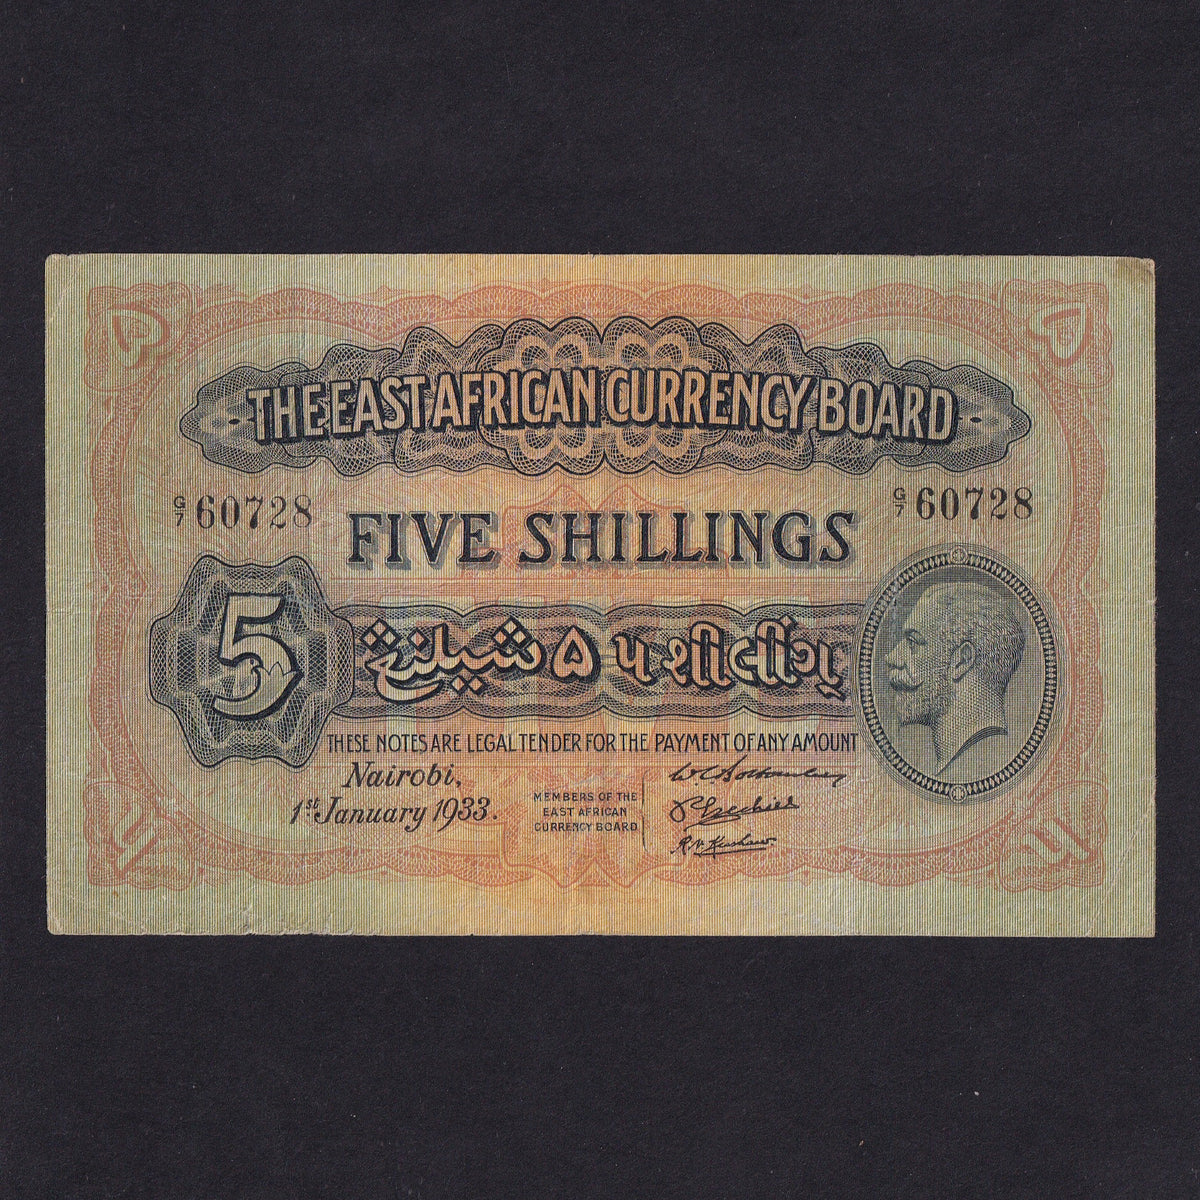 THE EAST AFRICAN CURRENCY BOARD
G/7 60728 G/7 60728
FIVE SHILLINGS
5
۵ شيلنغ ૫ શીલીંગ
THESE NOTES ARE LEGAL TENDER FOR THE PAYMENT OF ANY AMOUNT
Nairobi,
1st January 1933.
MEMBERS OF THE
EAST AFRICAN
CURRENCY BOARD